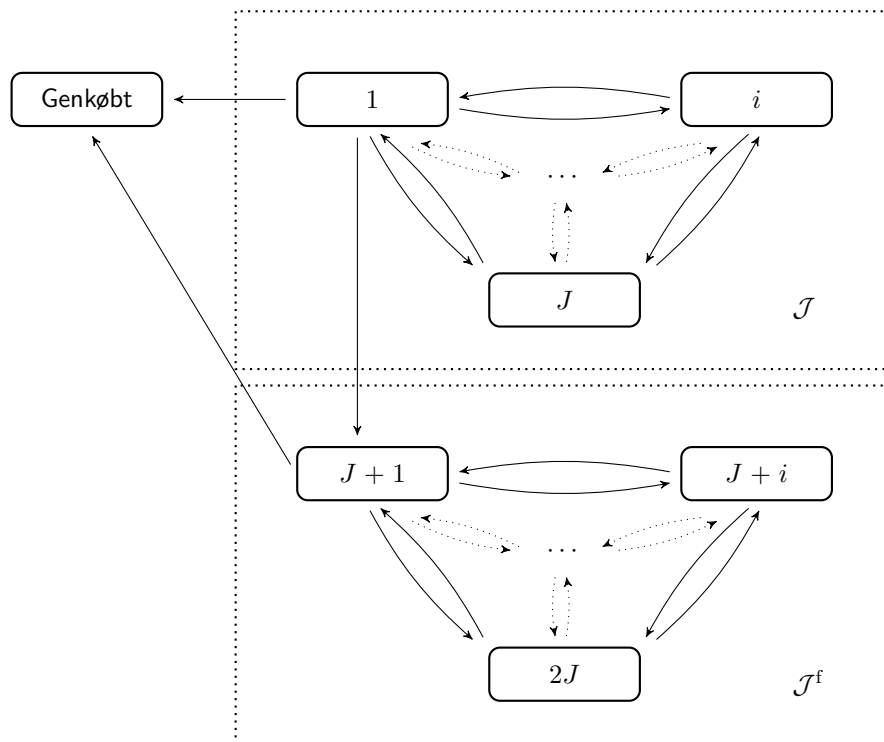 Genkøbt
1
i
...
J
𝒥
J + 1
J + i
...
2J
𝒥^f